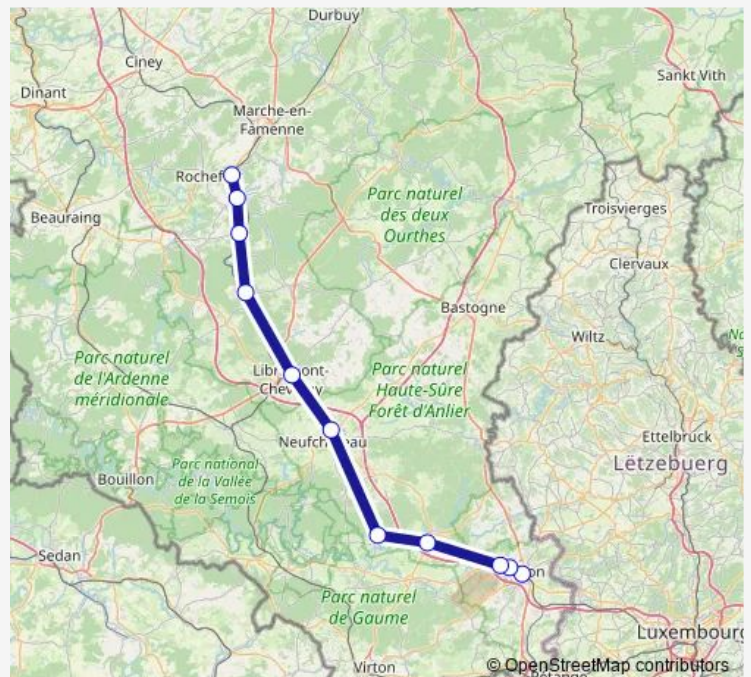 Durbuy
Ciney
Sankt Vith
Dinant
Marche-en-
Famenne
Rochef
Parc naturel
des deux
Ourthes
Beauraing
Troisvierges
Clervaux
Bastogne
Wiltz
Parc naturel
de l'Ardenne
méridionale
Parc naturel
Haute-Sûre
Forêt d'Anlier
Ettelbruck
Lëtzebuerg
Parc national
de la Vallée
de la Semois
Bouillon
Sedan
Parc naturel
de Gaume
Luxembourg
Virton
© OpenStreetMap contributors